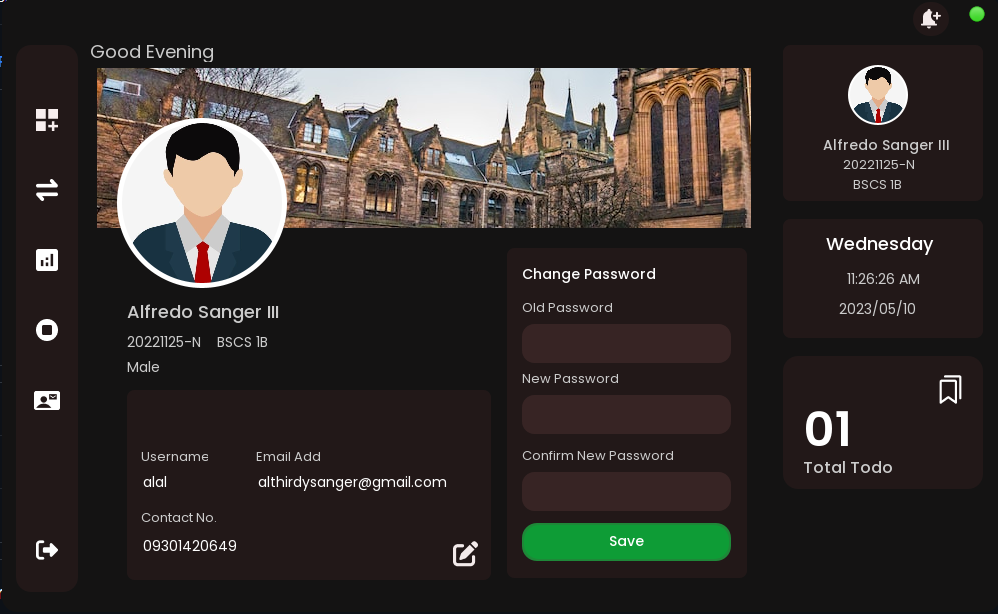 Good Evening
Alfredo Sanger III
20221125-N BSCS 1B
Male
Username Email Add
alal althirdysanger@gmail.com
Contact No.
09301420649
Change Password
Old Password
New Password
Confirm New Password
Save
Alfredo Sanger III
20221125-N
BSCS 1B
Wednesday
11:26:26 AM
2023/05/10
01
Total Todo